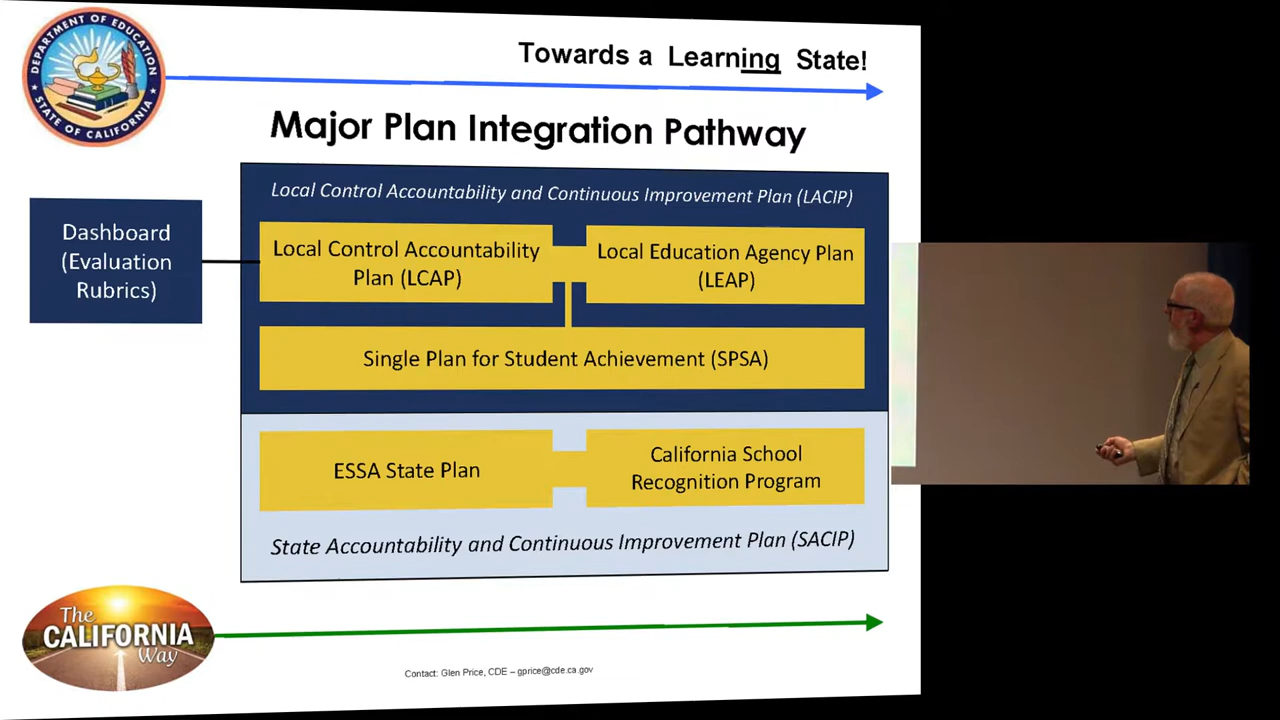 DEPARTMENT OF EDUCATION
STATE OF CALIFORNIA
Towards a Learning State!
Major Plan Integration Pathway
Local Control Accountability and Continuous Improvement Plan (LACIP)
Dashboard
(Evaluation
Rubrics)
Local Control Accountability
Plan (LCAP)
Local Education Agency Plan
(LEAP)
Single Plan for Student Achievement (SPSA)
ESSA State Plan
California School
Recognition Program
State Accountability and Continuous Improvement Plan (SACIP)
The
CALIFORNIA
Way
Contact: Glen Price, CDE – gprice@cde.ca.gov